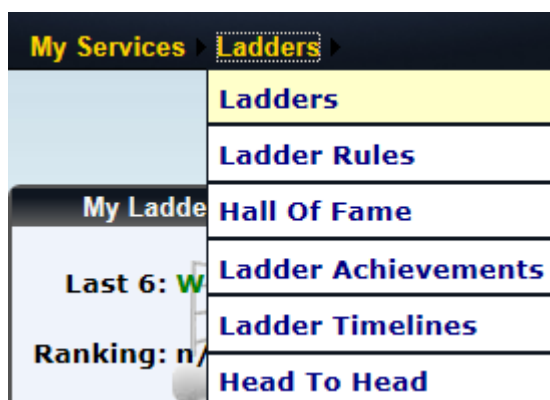 My Services Ladders
Ladders
Ladder Rules
My Ladde
Hall Of Fame
Last 6: W
Ladder Achievements
Ladder Timelines
Ranking: n/
Head To Head